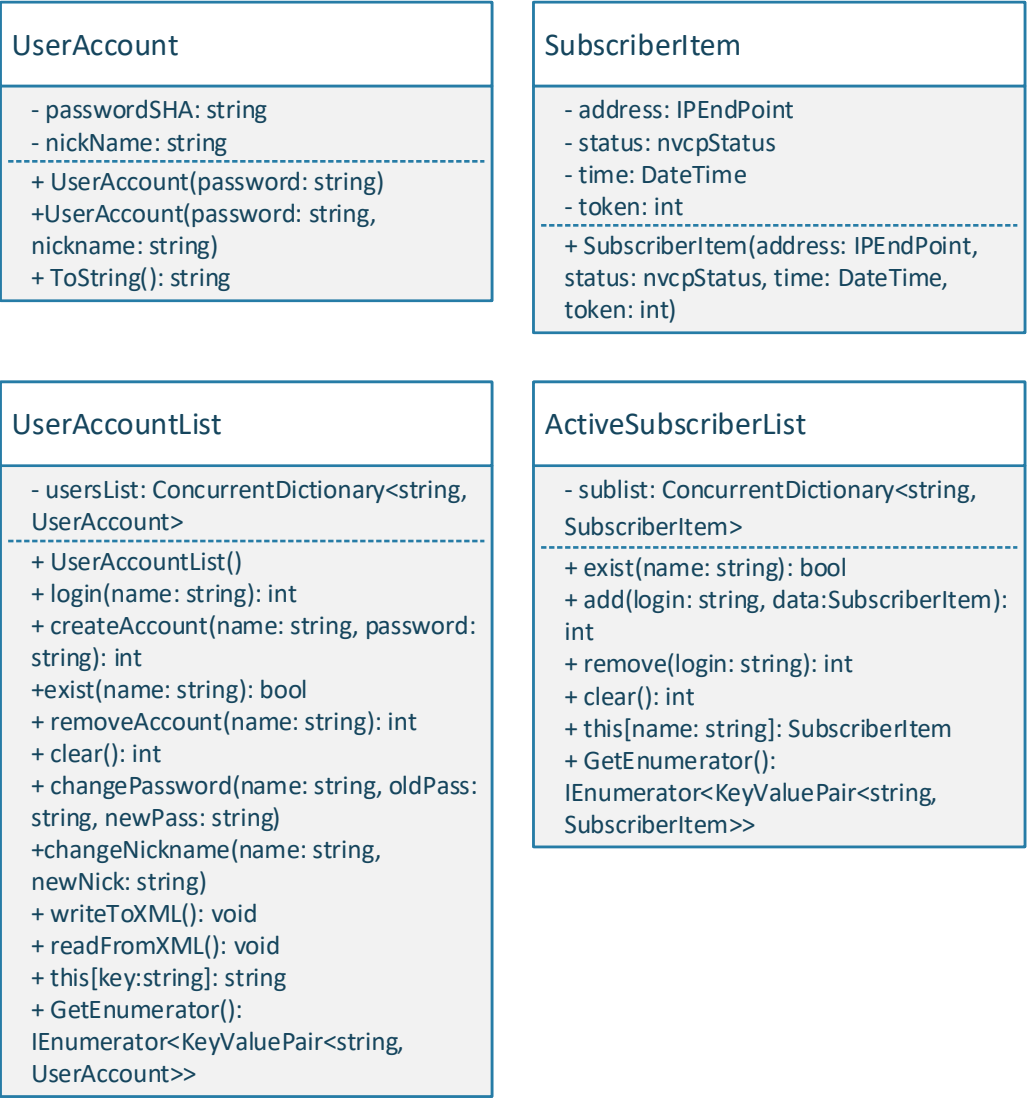 UserAccount
- passwordSHA: string
- nickName: string
+ UserAccount(password: string)
+UserAccount(password: string,
nickname: string)
+ ToString(): string
SubscriberItem
- address: IPEndPoint
- status: nvcpStatus
- time: DateTime
- token: int
+ SubscriberItem(address: IPEndPoint,
status: nvcpStatus, time: DateTime,
token: int)
UserAccountList
- usersList: ConcurrentDictionary<string,
UserAccount>
+ UserAccountList()
+ login(name: string): int
+ createAccount(name: string, password:
string): int
+exist(name: string): bool
+ removeAccount(name: string): int
+ clear(): int
+ changePassword(name: string, oldPass:
string, newPass: string)
+changeNickname(name: string,
newNick: string)
+ writeToXML(): void
+ readFromXML(): void
+ this[key:string]: string
+ GetEnumerator():
IEnumerator<KeyValuePair<string,
UserAccount>>
ActiveSubscriberList
- sublist: ConcurrentDictionary<string,
SubscriberItem>
+ exist(name: string): bool
+ add(login: string, data:SubscriberItem):
int
+ remove(login: string): int
+ clear(): int
+ this[name: string]: SubscriberItem
+ GetEnumerator():
IEnumerator<KeyValuePair<string,
SubscriberItem>>